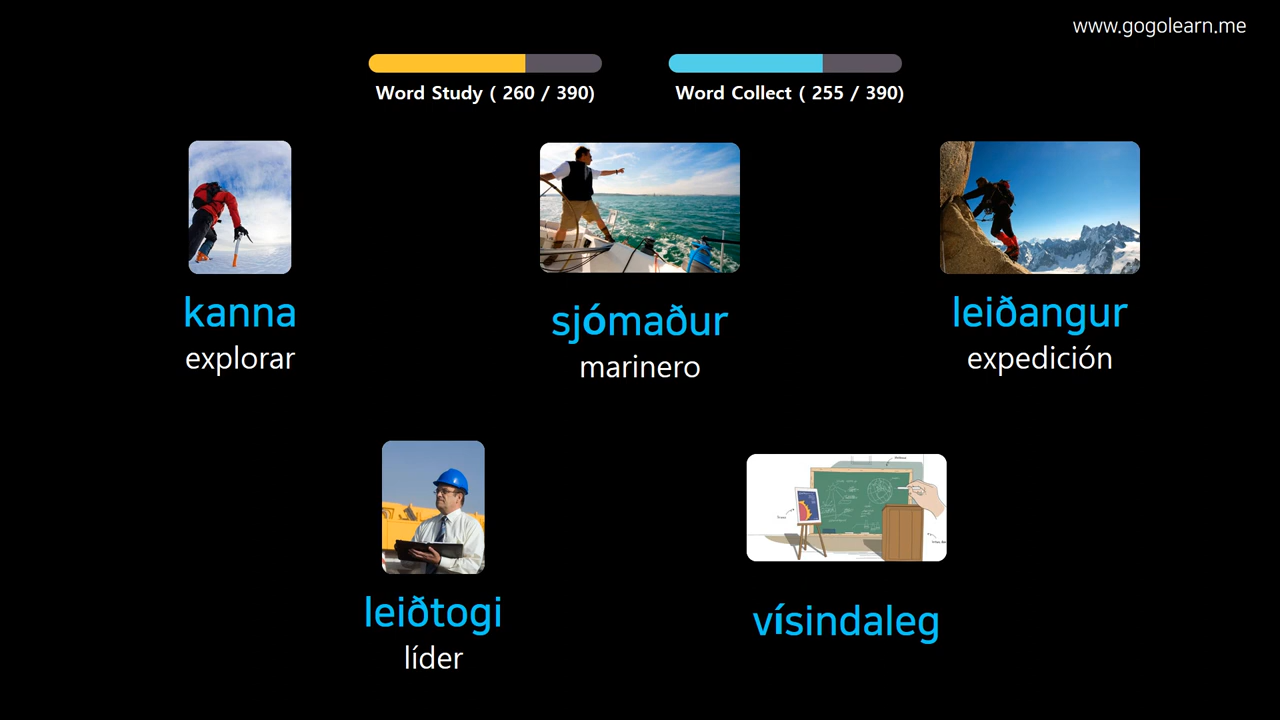 www.gogolearn.me
Word Study ( 260 / 390)
Word Collect ( 255 / 390)
kanna
explorar
sjómaður
marinero
leiðangur
expedición
leiðtogi
líder
vísindaleg